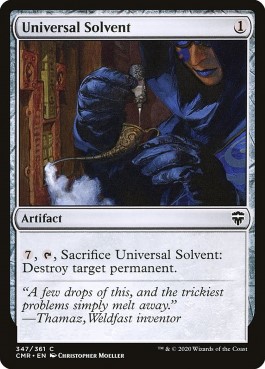 Universal Solvent 1
Artifact
7, T, Sacrifice Universal Solvent:
Destroy target permanent.
“A few drops of this, and the trickiest
problems simply melt away.”
—Thamaz, Weldfast inventor
347/361 C
CMR • EN Christopher Moeller
™ & © 2020 Wizards of the Coast